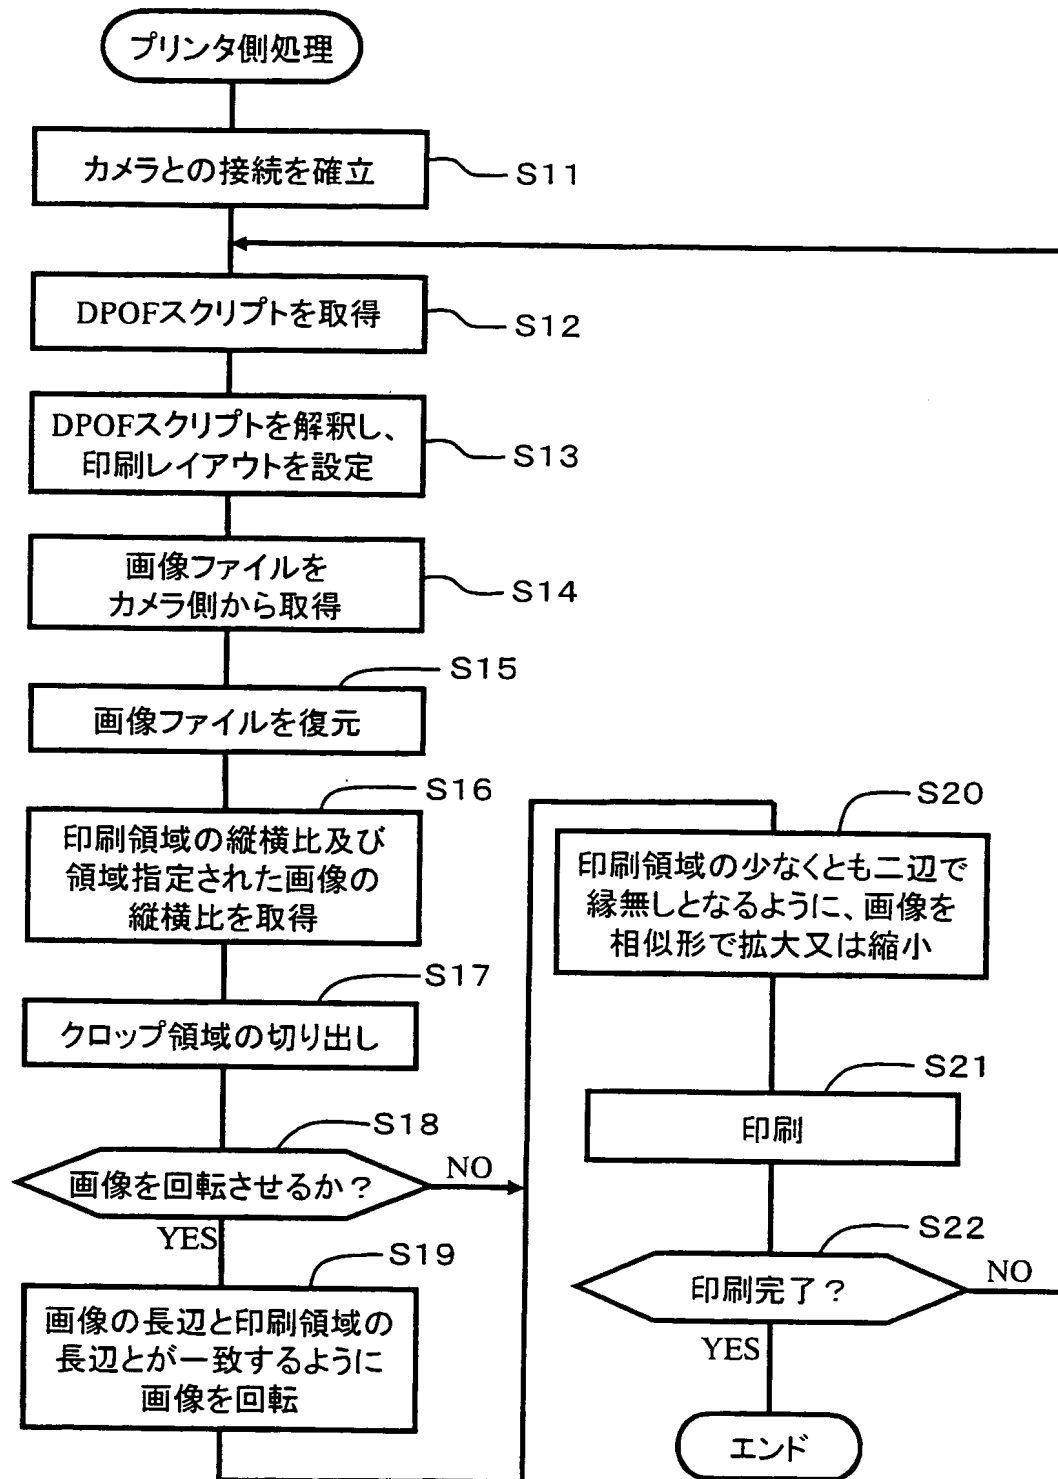 プリンタ側処理
カメラとの接続を確立
S11
DPOFスクリプトを取得
S12
DPOFスクリプトを解釈し、
印刷レイアウトを設定
S13
画像ファイルを
カメラ側から取得
S14
S15
画像ファイルを復元
S16
印刷領域の縦横比及び
領域指定された画像の
縦横比を取得
S17
クロップ領域の切り出し
S18
画像を回転させるか？
NO
YES
S19
画像の長辺と印刷領域の
長辺とが一致するように
画像を回転
S20
印刷領域の少なくとも二辺で
縁無しとなるように、画像を
相似形で拡大又は縮小
S21
印刷
S22
印刷完了？
NO
YES
エンド